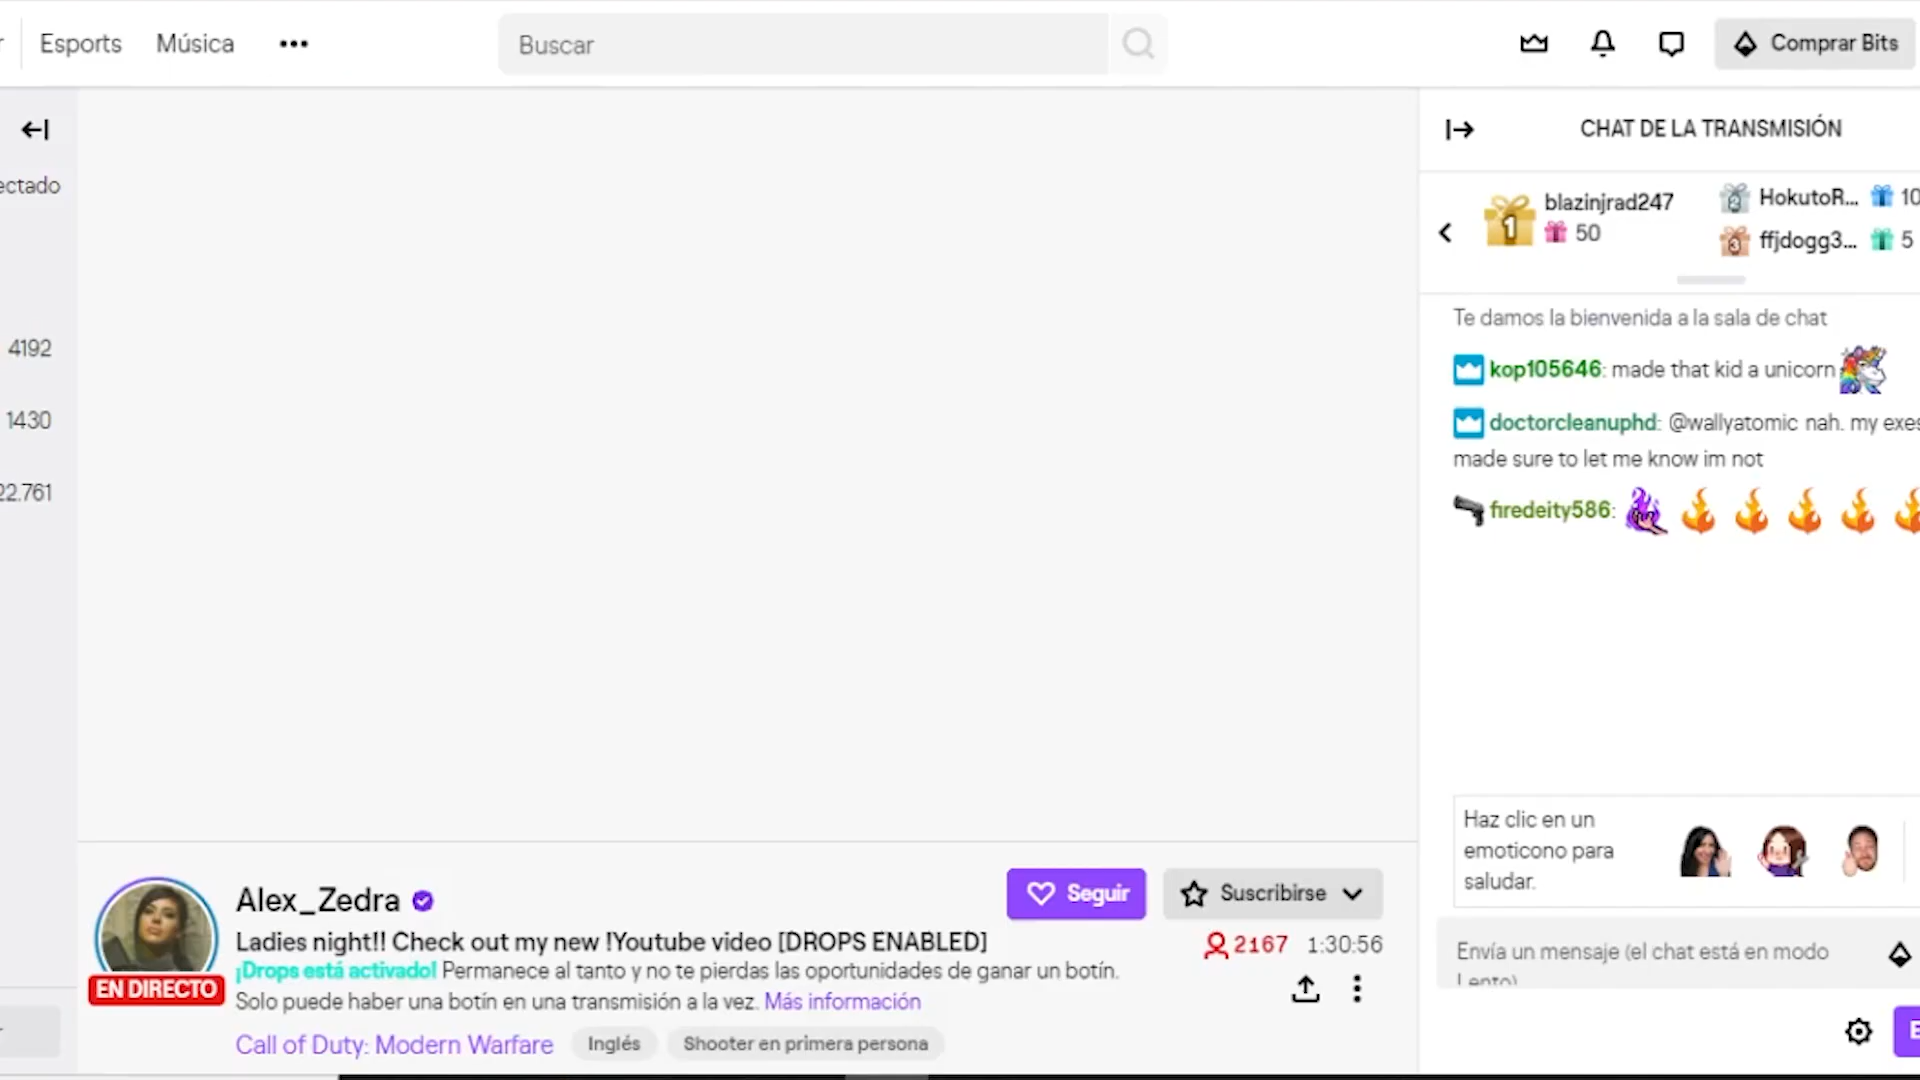 Esports Música
Buscar
Comprar Bits
CHAT DE LA TRANSMISIÓN
1 blazinjrad247
50
2 HokutoR... 10
3 ffjdogg3... 5
Te damos la bienvenida a la sala de chat
kop105646: made that kid a unicorn
doctorcleanuphd: @wallyatomic nah. my exes
made sure to let me know im not
firedeity586:
ectado
4192
1430
22.761
Haz clic en un
emoticono para
saludar.
Alex_Zedra
Seguir
Suscribirse
Ladies night!! Check out my new !Youtube video [DROPS ENABLED]
2167 1:30:56
¡Drops está activado! Permanece al tanto y no te pierdas las oportunidades de ganar un botín.
Solo puede haber una botín en una transmisión a la vez. Más información
EN DIRECTO
Call of Duty: Modern Warfare Inglés Shooter en primera persona
Envía un mensaje (el chat está en modo
Lento)